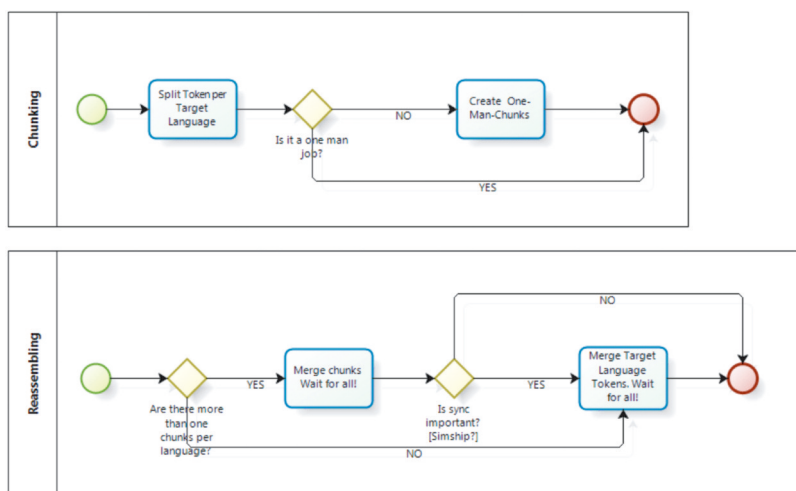 Chunking
Split Token per
Target
Language
Is it a one man
job?
NO
Create One-
Man-Chunks
YES
Reassembling
Are there more
than one
chunks per
language?
YES
Merge chunks
Wait for all!
Is sync
important?
[Simship?]
NO
YES
Merge Target
Language
Tokens. Wait
for all!
NO